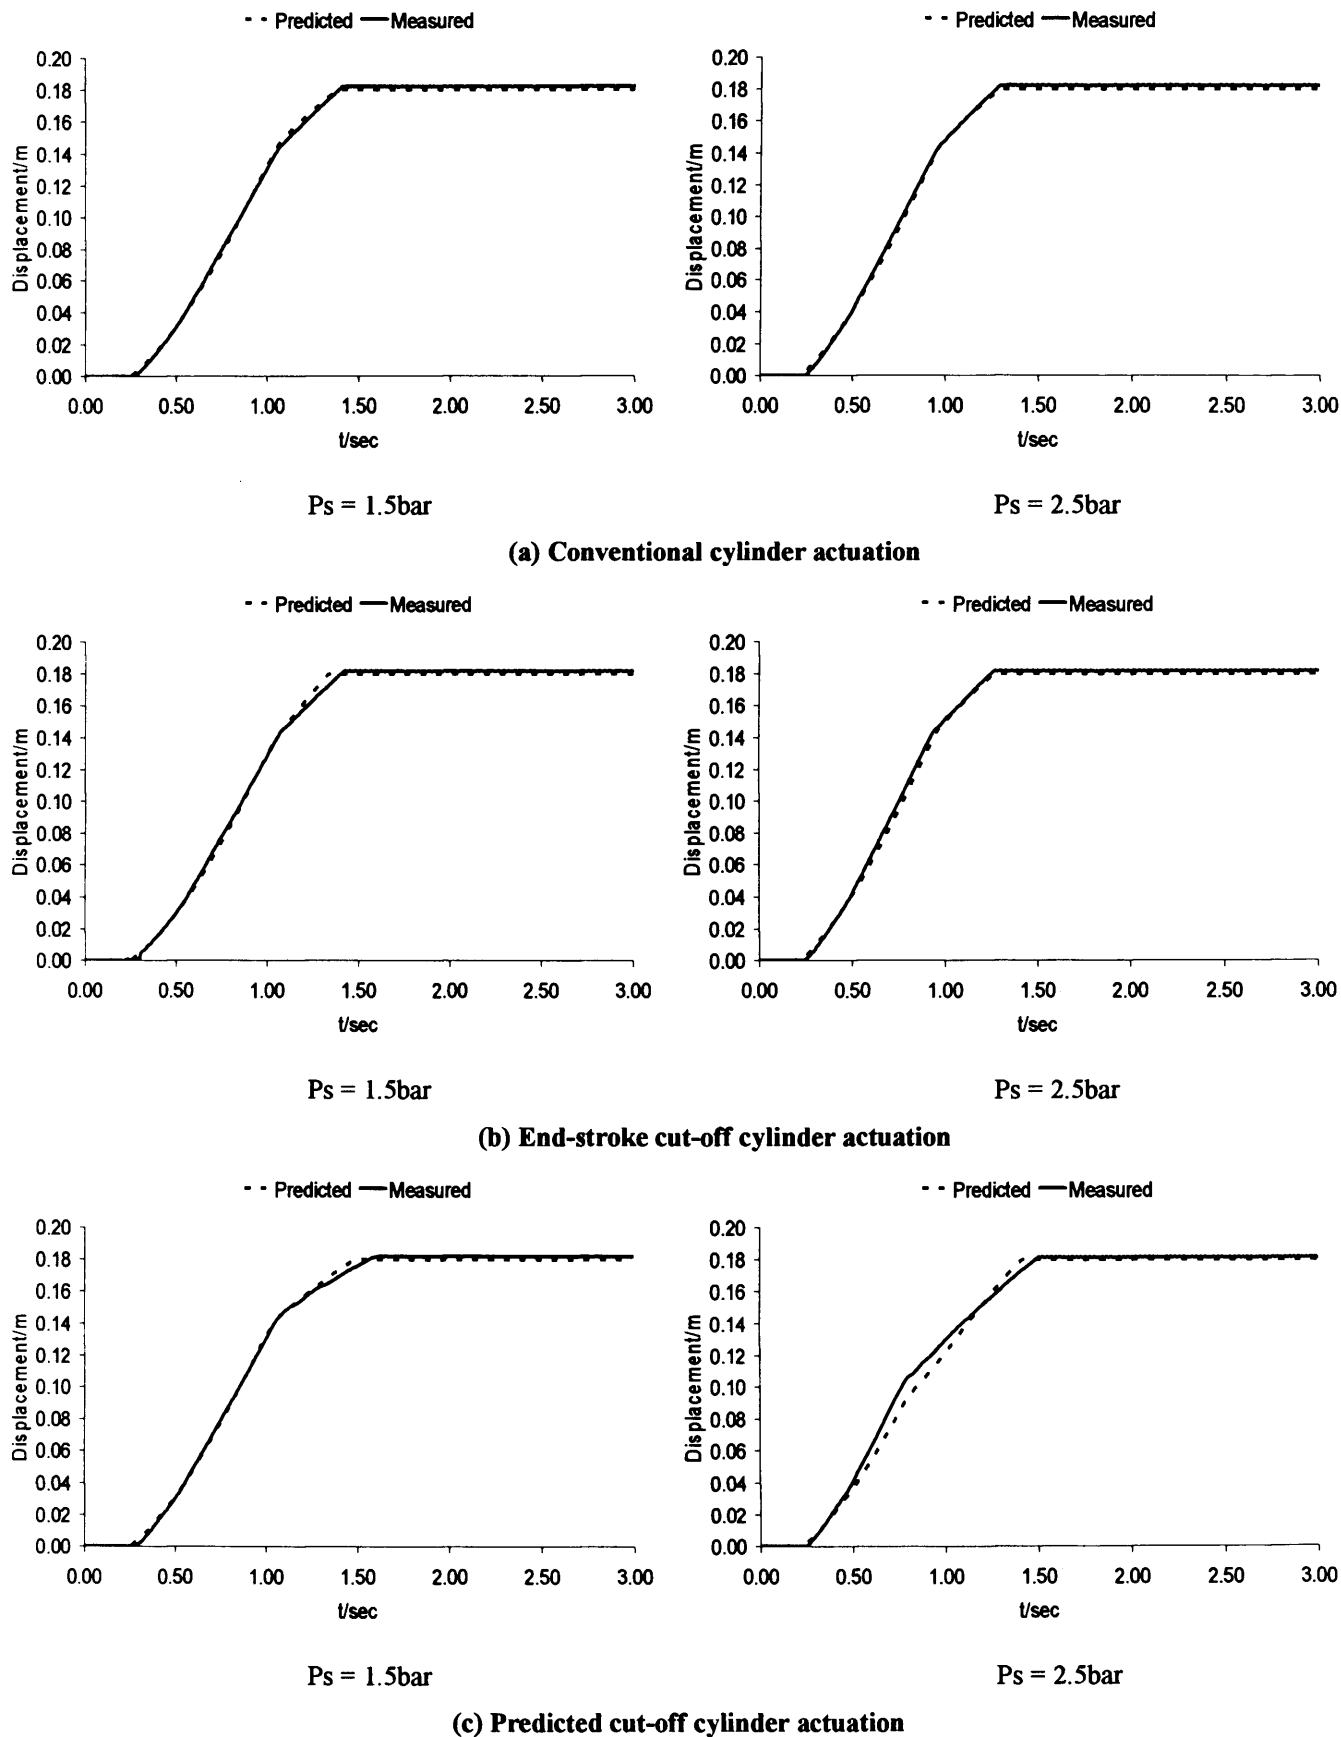 Predicted Measured
Predicted Measured
0.20
0.18
0.16
0.14
0.12
0.10
0.08
0.06
0.04
0.02
0.00
Displacement/m
0.00 0.50 1.00 1.50 2.00 2.50 3.00
t/sec
0.20
0.18
0.16
0.14
0.12
0.10
0.08
0.06
0.04
0.02
0.00
Displacement/m
0.00 0.50 1.00 1.50 2.00 2.50 3.00
t/sec
Ps = 1.5bar
Ps = 2.5bar
(a) Conventional cylinder actuation
Predicted Measured
Predicted Measured
0.20
0.18
0.16
0.14
0.12
0.10
0.08
0.06
0.04
0.02
0.00
Displacement/m
0.00 0.50 1.00 1.50 2.00 2.50 3.00
t/sec
0.20
0.18
0.16
0.14
0.12
0.10
0.08
0.06
0.04
0.02
0.00
Displacement/m
0.00 0.50 1.00 1.50 2.00 2.50 3.00
t/sec
Ps = 1.5bar
Ps = 2.5bar
(b) End-stroke cut-off cylinder actuation
Predicted Measured
Predicted Measured
0.20
0.18
0.16
0.14
0.12
0.10
0.08
0.06
0.04
0.02
0.00
Displacement/m
0.00 0.50 1.00 1.50 2.00 2.50 3.00
t/sec
0.20
0.18
0.16
0.14
0.12
0.10
0.08
0.06
0.04
0.02
0.00
Displacement/m
0.00 0.50 1.00 1.50 2.00 2.50 3.00
t/sec
Ps = 1.5bar
Ps = 2.5bar
(c) Predicted cut-off cylinder actuation